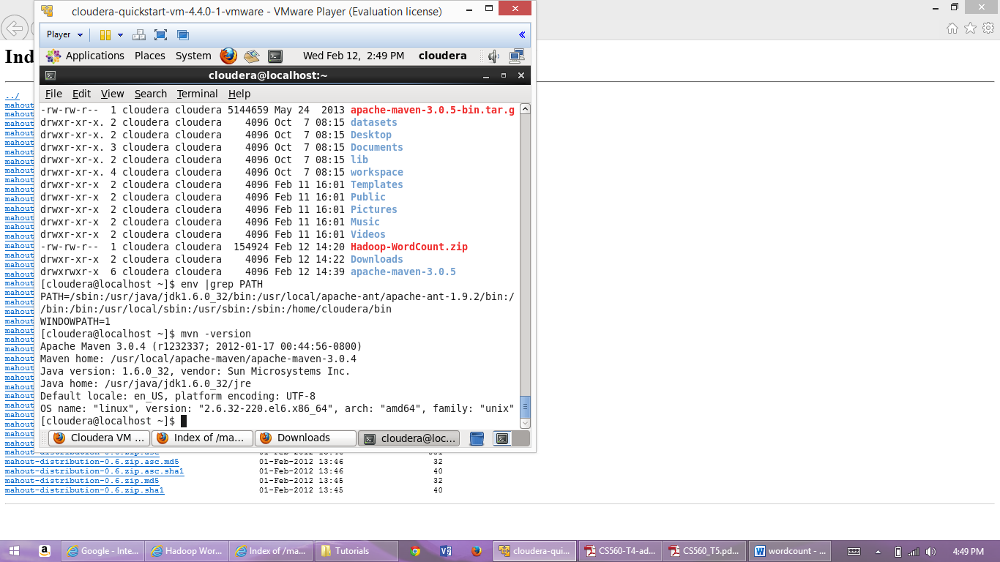 cloudera-quickstart-vm-4.4.0-1-vmware - VMware Player (Evaluation license)
Player
Ind
Applications Places System Wed Feb 12, 2:49 PM cloudera
cloudera@localhost:~
File Edit View Search Terminal Help
../
-rw-rw-r-- 1 cloudera cloudera 5144659 May 24 2013 apache-maven-3.0.5-bin.tar.g
drwxr-xr-x. 2 cloudera cloudera 4096 Oct 7 08:15 datasets
drwxr-xr-x. 2 cloudera cloudera 4096 Oct 7 08:15 Desktop
drwxr-xr-x. 3 cloudera cloudera 4096 Oct 7 08:15 Documents
drwxr-xr-x. 2 cloudera cloudera 4096 Oct 7 08:15 lib
drwxr-xr-x. 4 cloudera cloudera 4096 Oct 7 08:15 workspace
drwxr-xr-x 2 cloudera cloudera 4096 Feb 11 16:01 Templates
drwxr-xr-x 2 cloudera cloudera 4096 Feb 11 16:01 Public
drwxr-xr-x 2 cloudera cloudera 4096 Feb 11 16:01 Pictures
drwxr-xr-x 2 cloudera cloudera 4096 Feb 11 16:01 Music
drwxr-xr-x 2 cloudera cloudera 4096 Feb 11 16:01 Videos
-rw-rw-r-- 1 cloudera cloudera 154924 Feb 12 14:20 Hadoop-WordCount.zip
drwxr-xr-x 2 cloudera cloudera 4096 Feb 12 14:22 Downloads
drwxrwxr-x 6 cloudera cloudera 4096 Feb 12 14:39 apache-maven-3.0.5
[cloudera@localhost ~]$ env |grep PATH
PATH=/sbin:/usr/java/jdk1.6.0_32/bin:/usr/local/apache-ant/apache-ant-1.9.2/bin:/
/bin:/bin:/usr/local/sbin:/usr/sbin:/sbin:/home/cloudera/bin
WINDOWPATH=1
[cloudera@localhost ~]$ mvn -version
Apache Maven 3.0.4 (r1232337; 2012-01-17 00:44:56-0800)
Maven home: /usr/local/apache-maven/apache-maven-3.0.4
Java version: 1.6.0_32, vendor: Sun Microsystems Inc.
Java home: /usr/java/jdk1.6.0_32/jre
Default locale: en_US, platform encoding: UTF-8
OS name: "linux", version: "2.6.32-220.el6.x86_64", arch: "amd64", family: "unix"
[cloudera@localhost ~]$
Cloudera VM ... Index of /ma... Downloads cloudera@loc...
mahout-distribution-0.6.zip.asc.md5 01-Feb-2012 13:46 32
mahout-distribution-0.6.zip.asc.sha1 01-Feb-2012 13:46 40
mahout-distribution-0.6.zip.md5 01-Feb-2012 13:45 32
mahout-distribution-0.6.zip.sha1 01-Feb-2012 13:45 40
Google - Inte... Hadoop Wor... Index of /ma... Tutorials cloudera-qui... CS560-T4-ad... CS560_T5.pd... wordcount - ... 4:49 PM